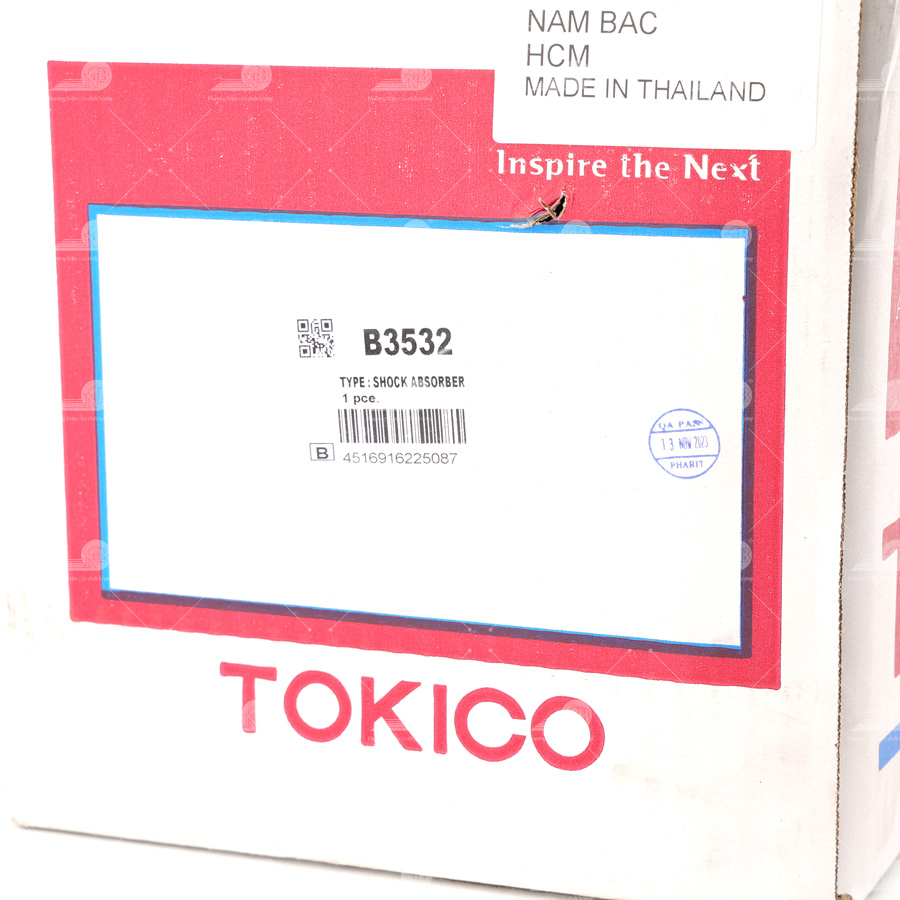 NAM BAC
HCM
MADE IN THAILAND
Inspire the Next
B3532
TYPE : SHOCK ABSORBER
1 pce.
B 4516916225087
QA PASS
13 NOV 2023
PHARIT
TOKICO